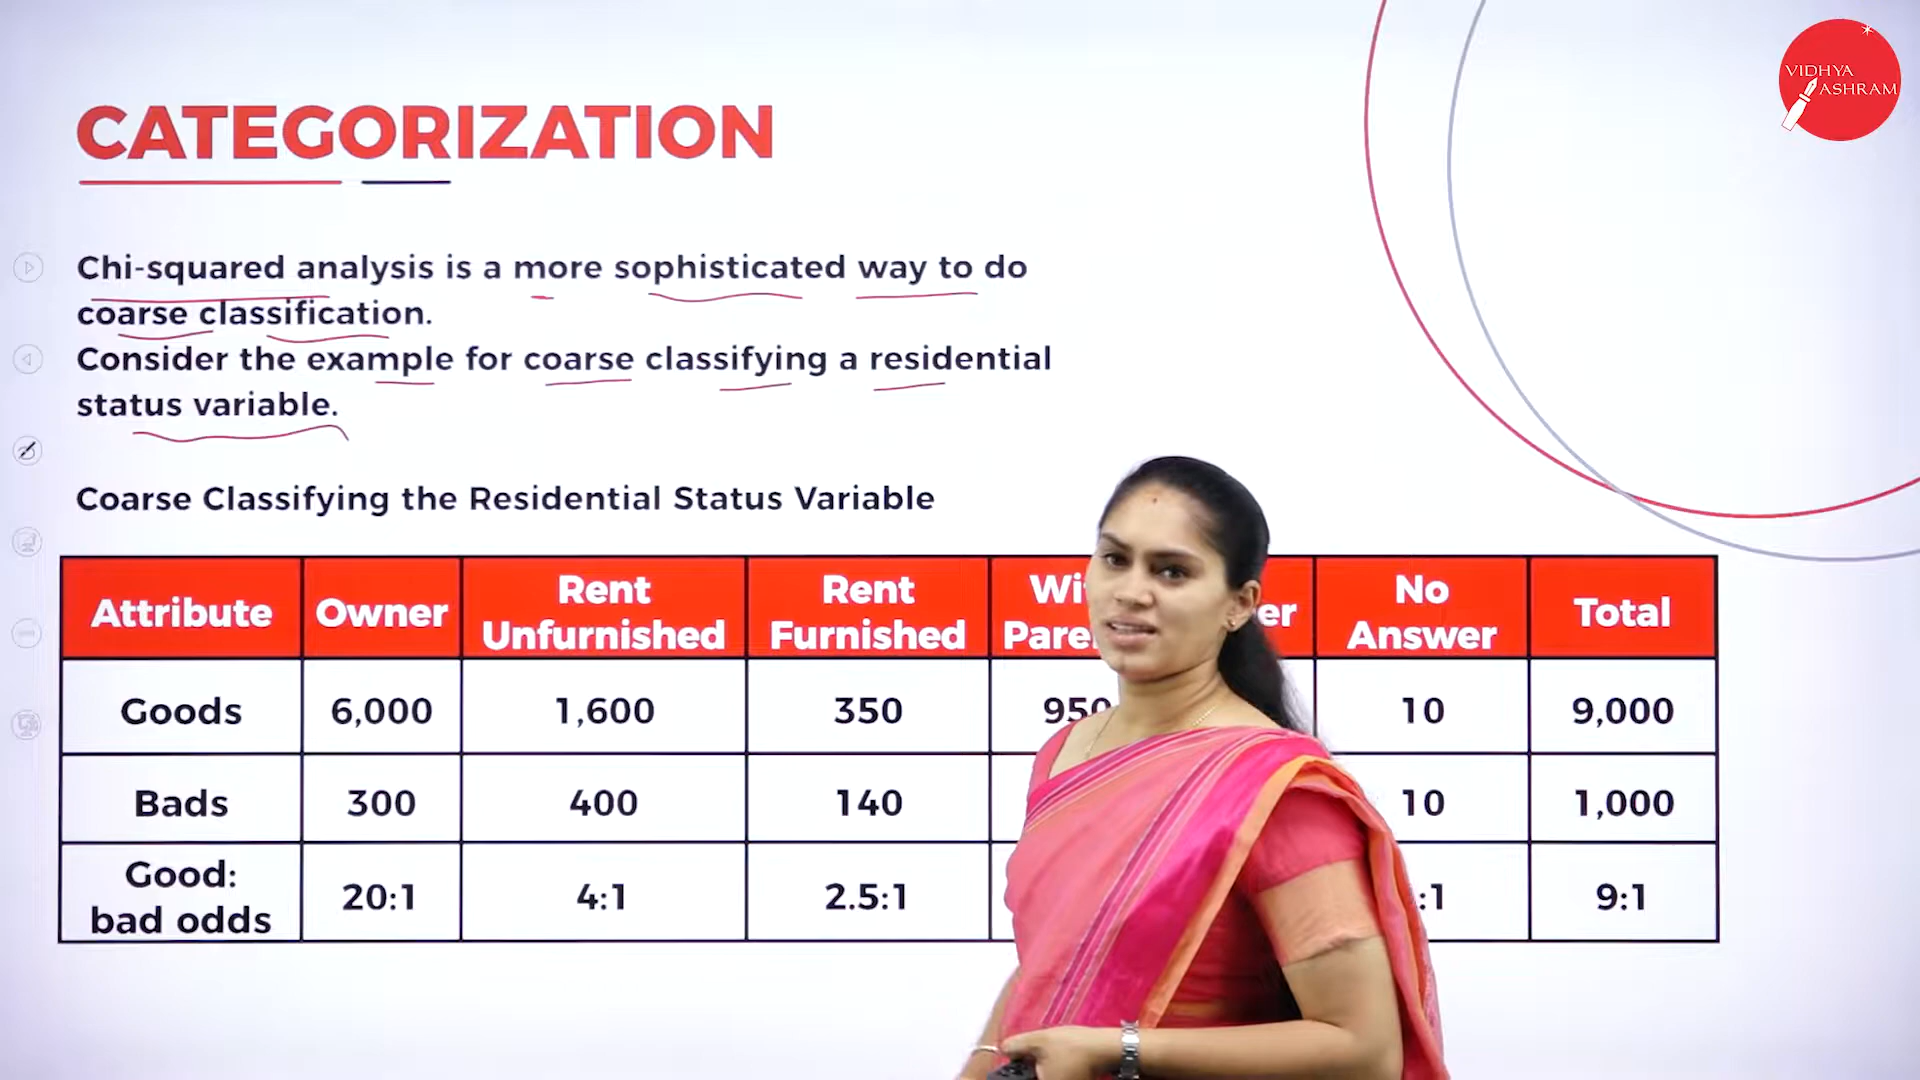 VIDHYA
ASHRAM
CATEGORIZATION
Chi-squared analysis is a more sophisticated way to do
coarse classification.
Consider the example for coarse classifying a residential
status variable.
Coarse Classifying the Residential Status Variable
Attribute Owner Rent Unfurnished Rent Furnished No Answer Total
Goods 6,000 1,600 350 950 10 9,000
Bads 300 400 140 10 1,000
Good: bad odds 20:1 4:1 2.5:1 :1 9:1